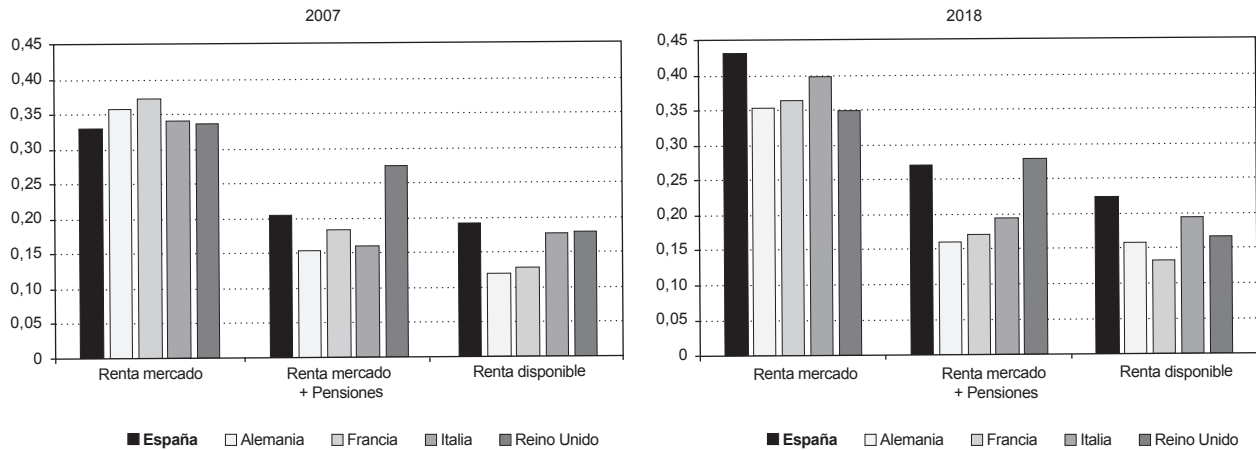 2007
0,45
0,40
0,35
0,30
0,25
0,20
0,15
0,10
0,05
0
Renta mercado
Renta mercado
+ Pensiones
Renta disponible
España Alemania Francia Italia Reino Unido
2018
0,45
0,40
0,35
0,30
0,25
0,20
0,15
0,10
0,05
0
Renta mercado
Renta mercado
+ Pensiones
Renta disponible
España Alemania Francia Italia Reino Unido